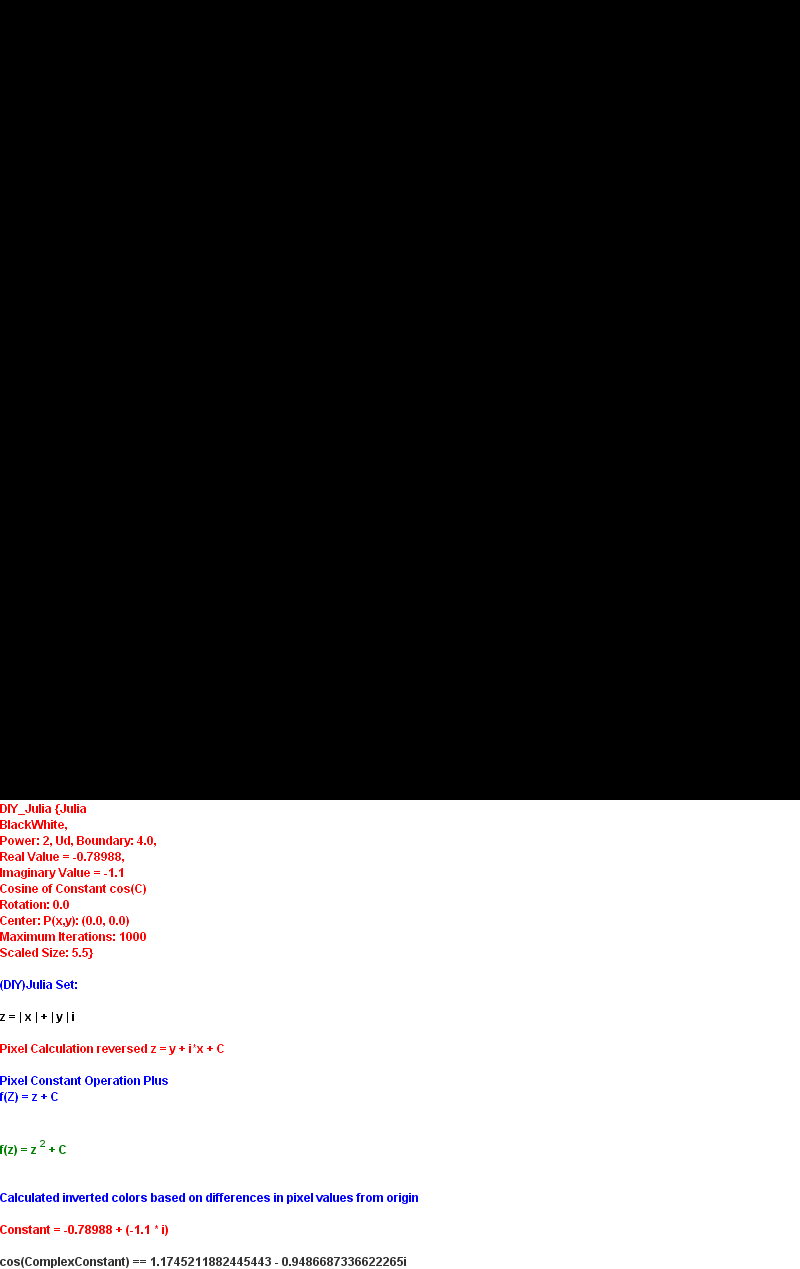 DIY_Julia {Julia
BlackWhite,
Power: 2, Ud, Boundary: 4.0,
Real Value = -0.78988,
Imaginary Value = -1.1
Cosine of Constant cos(C)
Rotation: 0.0
Center: P(x,y): (0.0, 0.0)
Maximum Iterations: 1000
Scaled Size: 5.5}
(DIY)Julia Set:
z = | x | + | y | i
Pixel Calculation reversed z = y + i*x + C
Pixel Constant Operation Plus
f(Z) = z + C
f(z) = z ² + C
Calculated inverted colors based on differences in pixel values from origin
Constant = -0.78988 + (-1.1 * i)
cos(ComplexConstant) == 1.1745211882445443 - 0.9486687336622265i